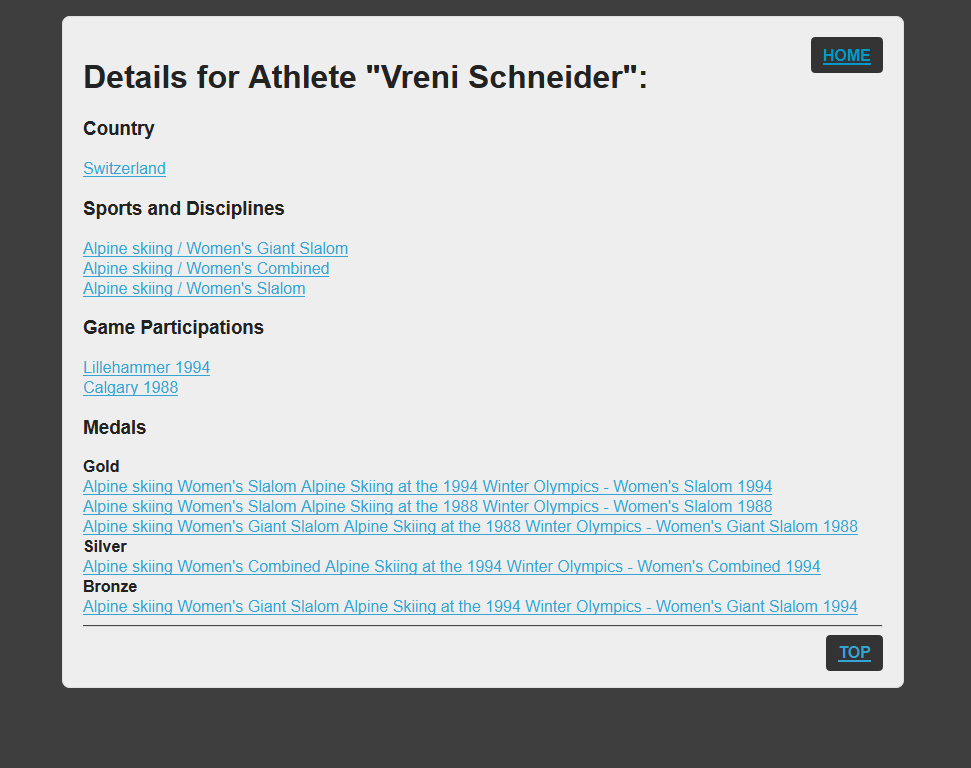 HOME
Details for Athlete "Vreni Schneider":
Country
Switzerland
Sports and Disciplines
Alpine skiing / Women's Giant Slalom
Alpine skiing / Women's Combined
Alpine skiing / Women's Slalom
Game Participations
Lillehammer 1994
Calgary 1988
Medals
Gold
Alpine skiing Women's Slalom Alpine Skiing at the 1994 Winter Olympics - Women's Slalom 1994
Alpine skiing Women's Slalom Alpine Skiing at the 1988 Winter Olympics - Women's Slalom 1988
Alpine skiing Women's Giant Slalom Alpine Skiing at the 1988 Winter Olympics - Women's Giant Slalom 1988
Silver
Alpine skiing Women's Combined Alpine Skiing at the 1994 Winter Olympics - Women's Combined 1994
Bronze
Alpine skiing Women's Giant Slalom Alpine Skiing at the 1994 Winter Olympics - Women's Giant Slalom 1994
TOP